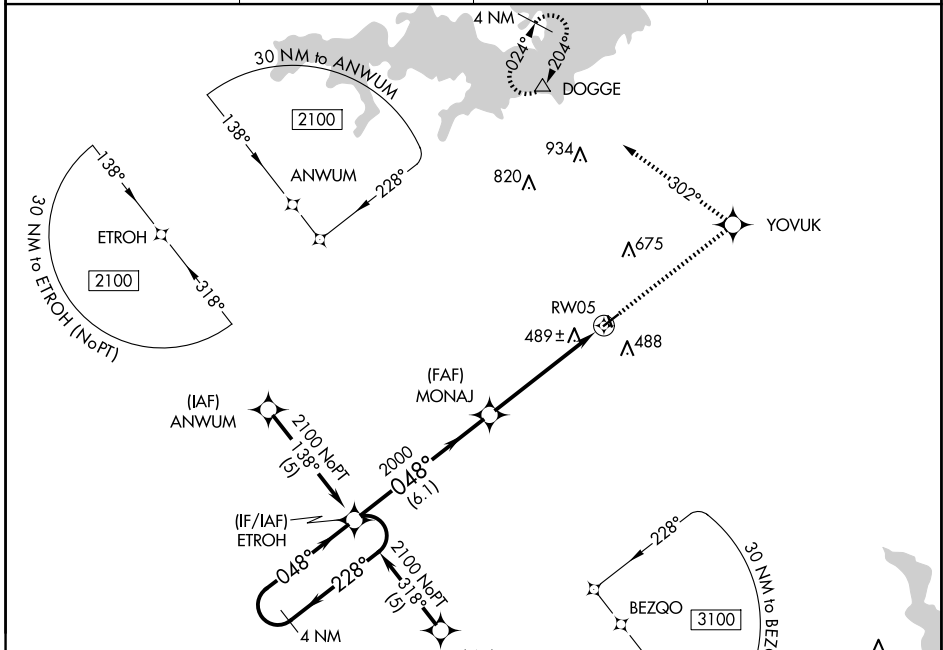 4 NM
024°
204°
DOGGE
30 NM to ANWUM
2100
138°
ANWUM
228°
934
820
302°
YOVUK
675
138°
ETROH
30 NM to ETROH (NoPT)
2100
318°
RW05
489±
488
(FAF)
MONAJ
(IAF)
ANWUM
2100 NoPT
138°
(5)
2000
048°
(6.1)
(IF/IAF)
ETROH
048°
228°
4 NM
2100 NoPT
318°
(5)
228°
30 NM to BEZQ
BEZQO
3100